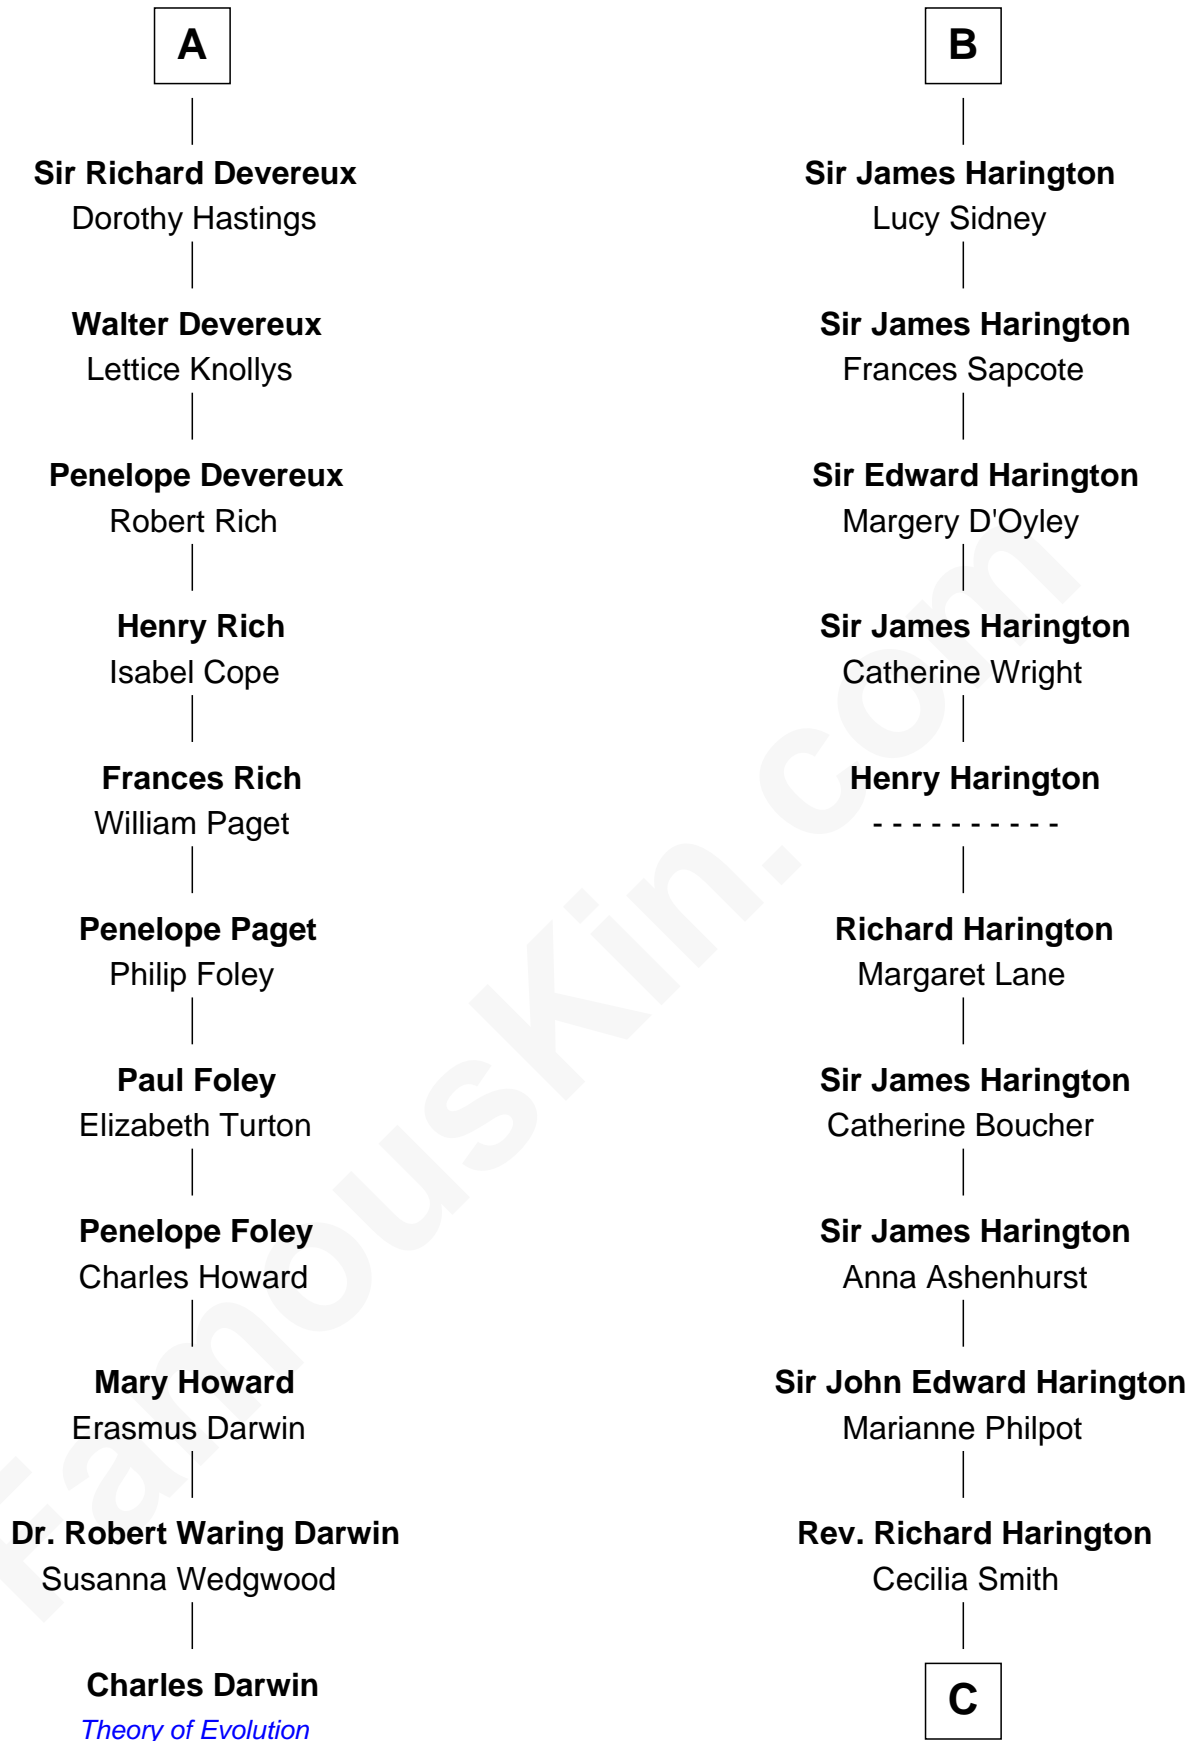 A
Sir Richard Devereux
Dorothy Hastings
Walter Devereux
Lettice Knollys
Penelope Devereux
Robert Rich
Henry Rich
Isabel Cope
Frances Rich
William Paget
Penelope Paget
Philip Foley
Paul Foley
Elizabeth Turton
Penelope Foley
Charles Howard
Mary Howard
Erasmus Darwin
Dr. Robert Waring Darwin
Susanna Wedgwood
Charles Darwin
Theory of Evolution
B
Sir James Harington
Lucy Sidney
Sir James Harington
Frances Sapcote
Sir Edward Harington
Margery D'Oyley
Sir James Harington
Catherine Wright
Henry Harington
- - - - - - - - - -
Richard Harington
Margaret Lane
Sir James Harington
Catherine Boucher
Sir James Harington
Anna Ashenhurst
Sir John Edward Harington
Marianne Philpot
Rev. Richard Harington
Cecilia Smith
C
FamousKin.com